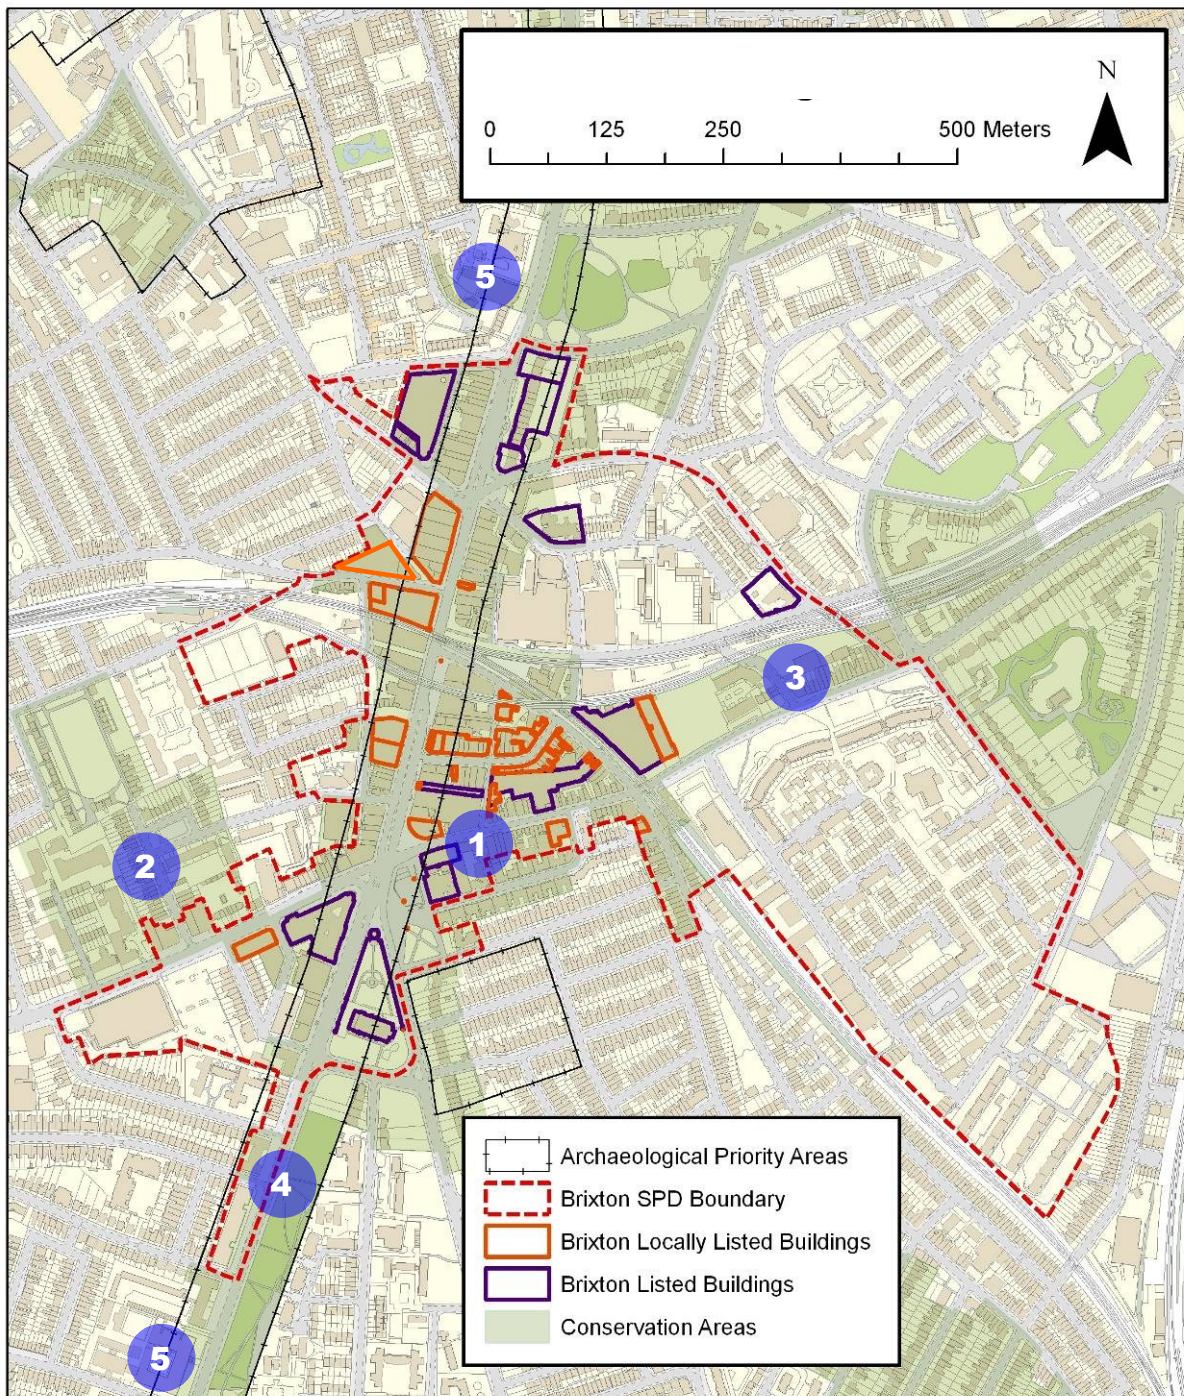 N
0 125 250 500 Meters
5
3
1
2
4
5
Archaeological Priority Areas
Brixton SPD Boundary
Brixton Locally Listed Buildings
Brixton Listed Buildings
Conservation Areas